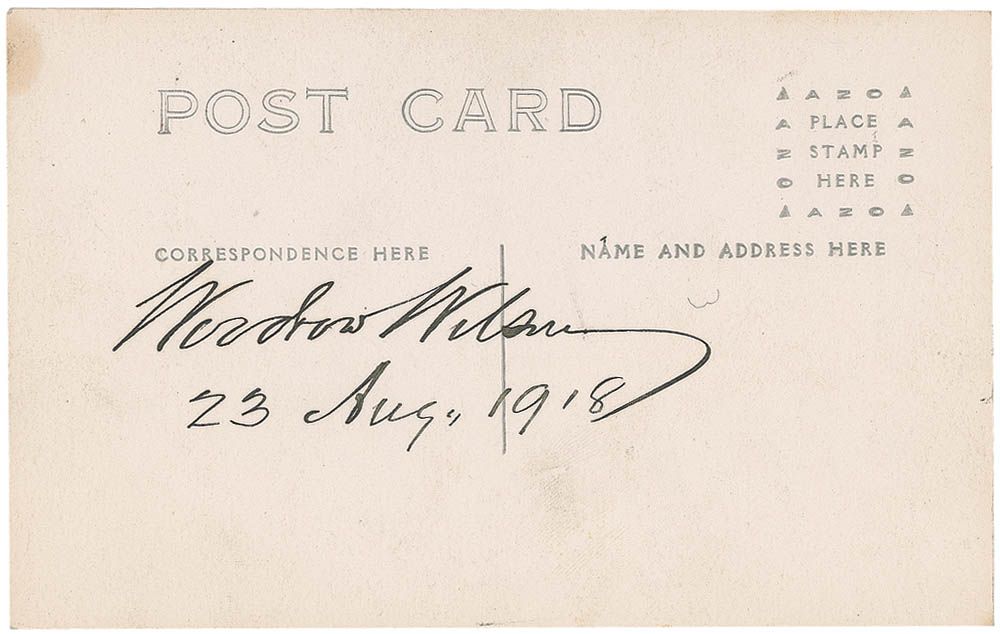 POST CARD
AZO
A PLACE A
Z STAMP Z
O HERE O
AZO
CORRESPONDENCE HERE
NAME AND ADDRESS HERE
Woodrow Wilson
23 Aug., 1918